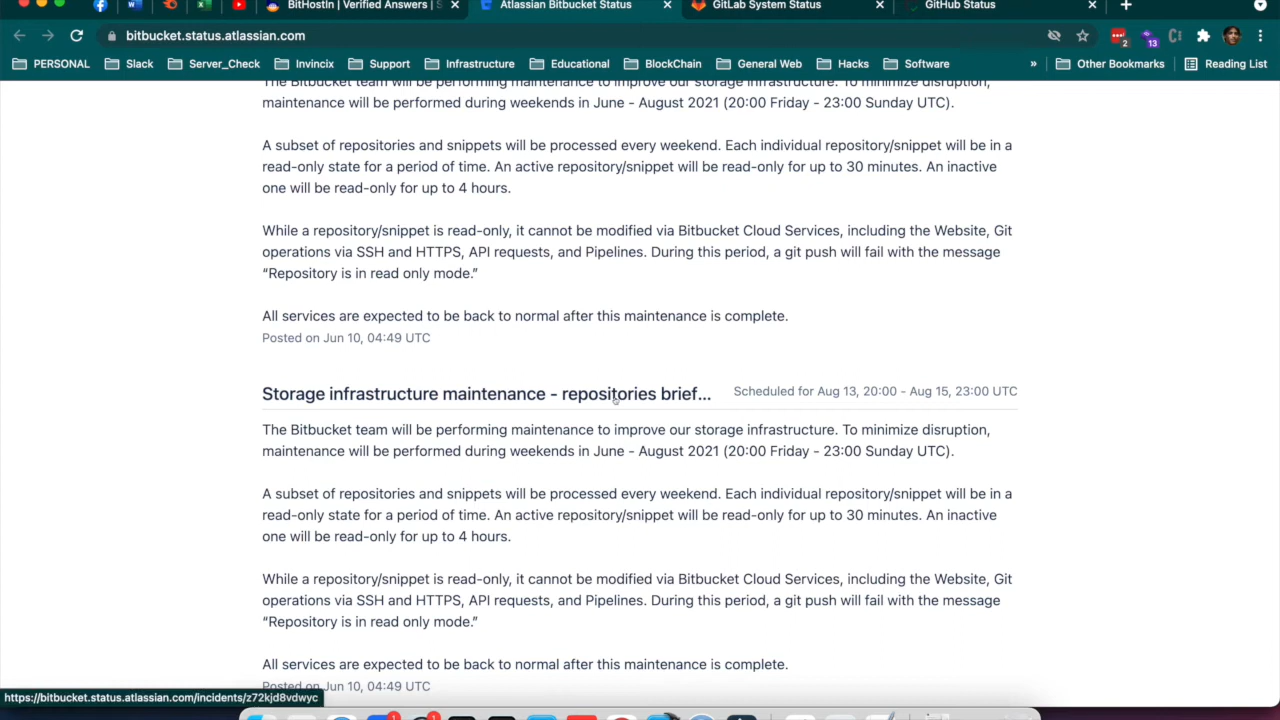 BitHostIn | Verified Answers | S
Atlassian Bitbucket Status
GitLab System Status
GitHub Status
bitbucket.status.atlassian.com
2
13
PERSONAL
Slack
Server_Check
Invincix
Support
Infrastructure
Educational
BlockChain
General Web
Hacks
Software
»
Other Bookmarks
Reading List
The Bitbucket team will be performing maintenance to improve our storage infrastructure. To minimize disruption,
maintenance will be performed during weekends in June - August 2021 (20:00 Friday - 23:00 Sunday UTC).
A subset of repositories and snippets will be processed every weekend. Each individual repository/snippet will be in a
read-only state for a period of time. An active repository/snippet will be read-only for up to 30 minutes. An inactive
one will be read-only for up to 4 hours.
While a repository/snippet is read-only, it cannot be modified via Bitbucket Cloud Services, including the Website, Git
operations via SSH and HTTPS, API requests, and Pipelines. During this period, a git push will fail with the message
“Repository is in read only mode.”
All services are expected to be back to normal after this maintenance is complete.
Posted on Jun 10, 04:49 UTC
Storage infrastructure maintenance - repositories brief...
Scheduled for Aug 13, 20:00 - Aug 15, 23:00 UTC
The Bitbucket team will be performing maintenance to improve our storage infrastructure. To minimize disruption,
maintenance will be performed during weekends in June - August 2021 (20:00 Friday - 23:00 Sunday UTC).
A subset of repositories and snippets will be processed every weekend. Each individual repository/snippet will be in a
read-only state for a period of time. An active repository/snippet will be read-only for up to 30 minutes. An inactive
one will be read-only for up to 4 hours.
While a repository/snippet is read-only, it cannot be modified via Bitbucket Cloud Services, including the Website, Git
operations via SSH and HTTPS, API requests, and Pipelines. During this period, a git push will fail with the message
“Repository is in read only mode.”
All services are expected to be back to normal after this maintenance is complete.
Posted on Jun 10, 04:49 UTC
https://bitbucket.status.atlassian.com/incidents/z72kjd8vdwyc
1
1